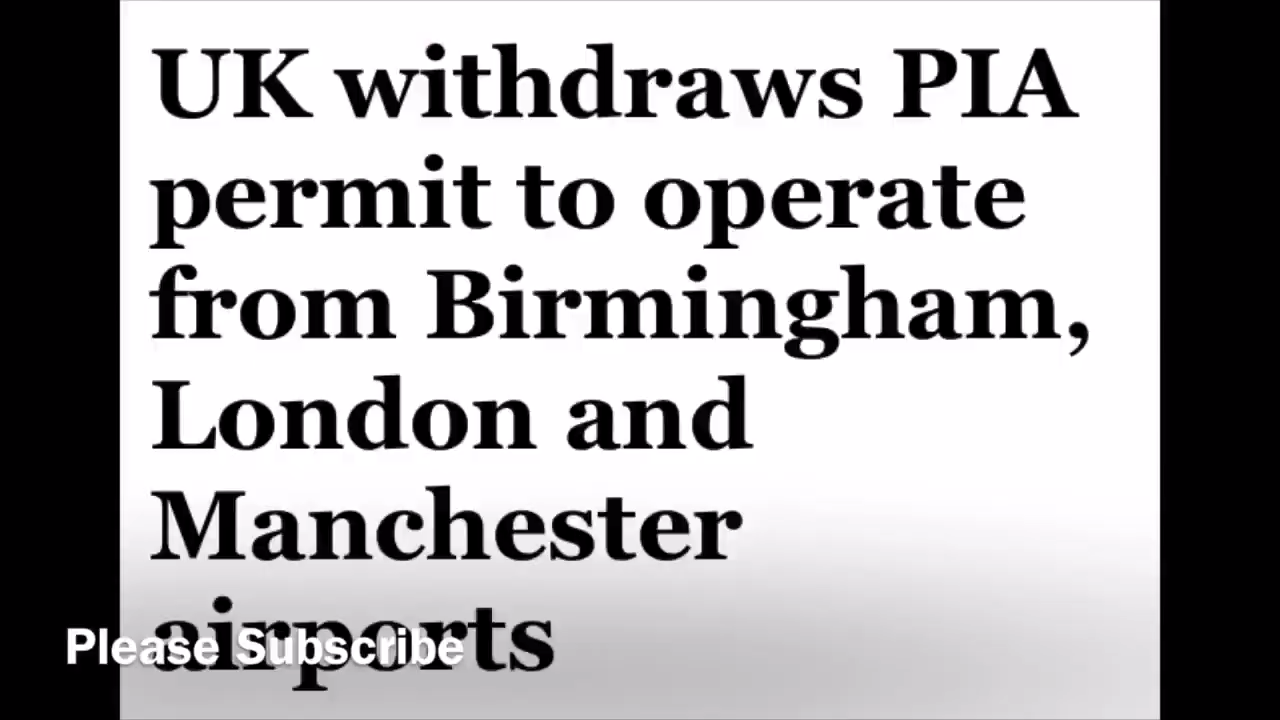 UK withdraws PIA
permit to operate
from Birmingham,
London and
Manchester
airports
Please Subscribe